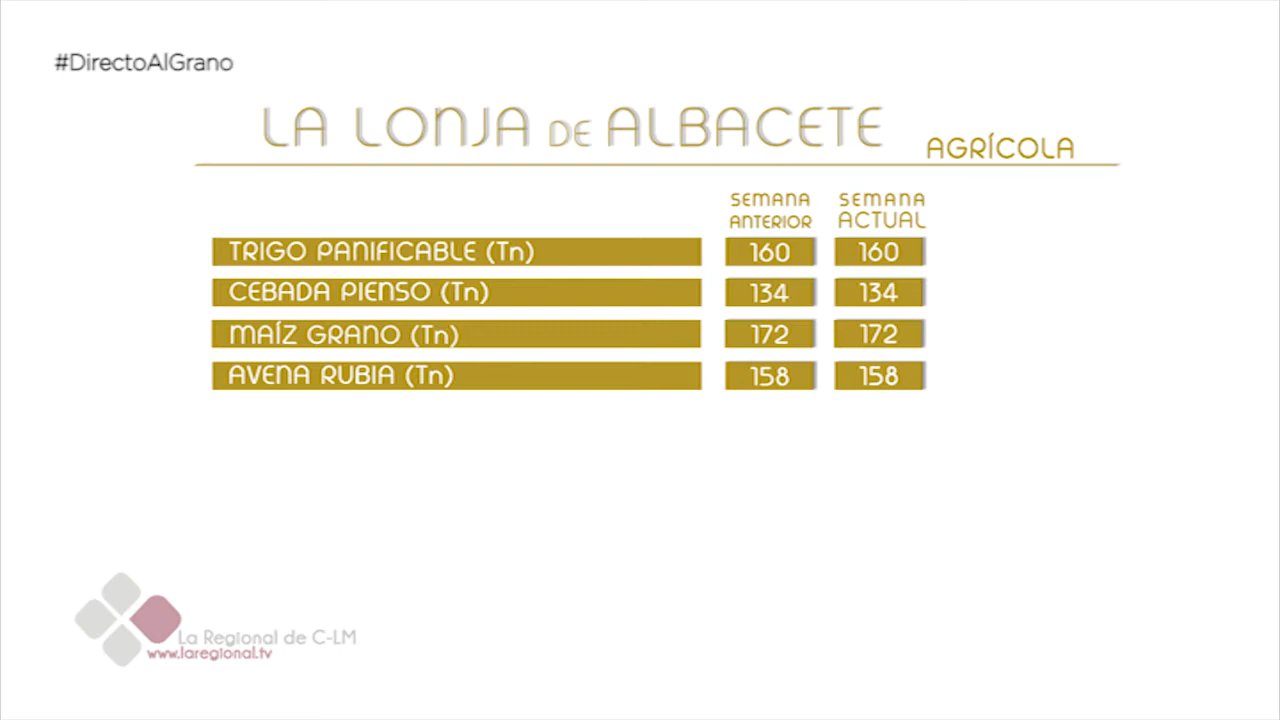 #DirectoAlGrano
LA LONJA DE ALBACETE AGRÍCOLA
SEMANA ANTERIOR SEMANA ACTUAL
TRIGO PANIFICABLE (Tn) 160 160
CEBADA PIENSO (Tn) 134 134
MAÍZ GRANO (Tn) 172 172
AVENA RUBIA (Tn) 158 158
La Regional de C-LM
www.laregional.tv